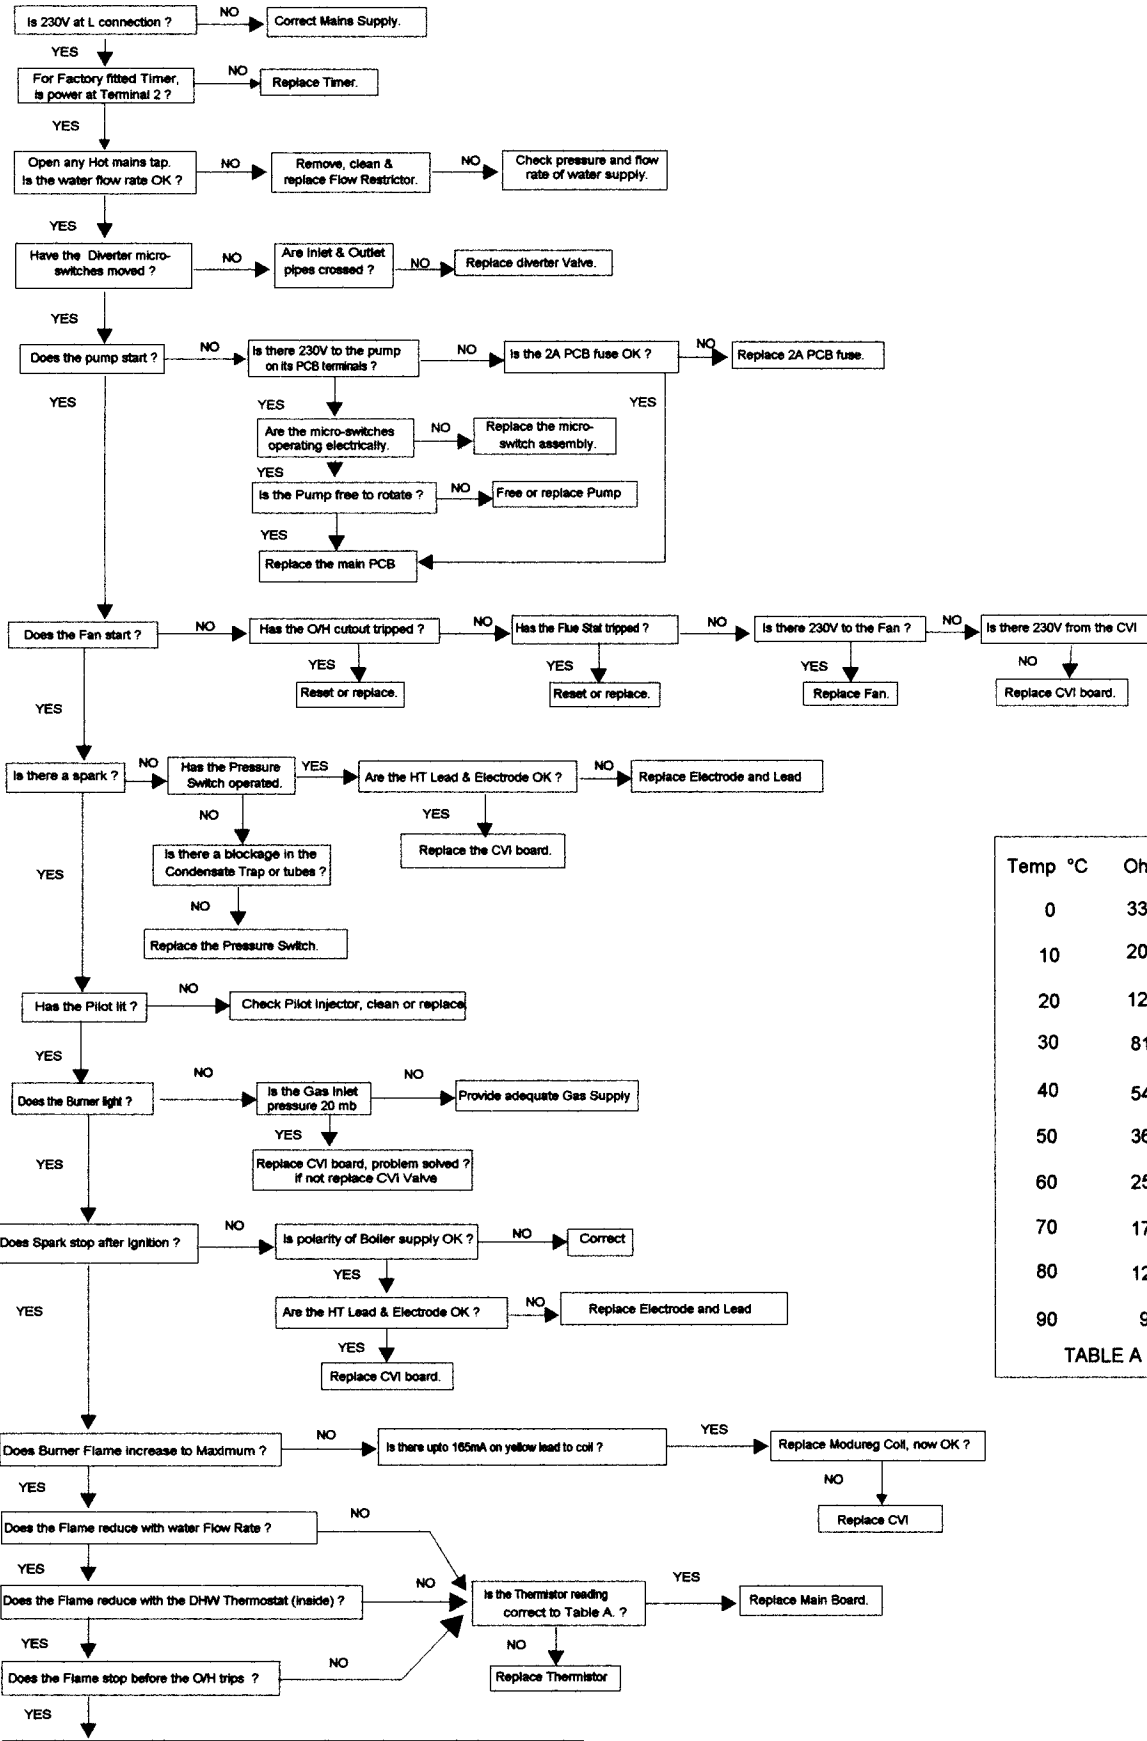 Is 230V at L connection ?
NO
Correct Mains Supply.
YES
For Factory fitted Timer,
is power at Terminal 2 ?
NO
Replace Timer.
YES
Open any Hot mains tap.
Is the water flow rate OK ?
NO
Remove, clean &
replace Flow Restrictor.
NO
Check pressure and flow
rate of water supply.
YES
Have the Diverter micro-
switches moved ?
NO
Are Inlet & Outlet
pipes crossed ?
NO
Replace diverter Valve.
YES
Does the pump start ?
NO
Is there 230V to the pump
on its PCB terminals ?
NO
Is the 2A PCB fuse OK ?
NO
Replace 2A PCB fuse.
YES
YES
YES
Are the micro-switches
operating electrically.
NO
Replace the micro-
switch assembly.
YES
Is the Pump free to rotate ?
NO
Free or replace Pump
YES
Replace the main PCB
Does the Fan start ?
NO
Has the O/H cutout tripped ?
NO
Has the Flue Stat tripped ?
NO
Is there 230V to the Fan ?
NO
Is there 230V from the CVI
YES
Reset or replace.
YES
Reset or replace.
YES
Replace Fan.
NO
Replace CVI board.
YES
Is there a spark ?
NO
Has the Pressure
Switch operated.
YES
Are the HT Lead & Electrode OK ?
NO
Replace Electrode and Lead
NO
YES
Is there a blockage in the
Condensate Trap or tubes ?
Replace the CVI board.
YES
NO
Replace the Pressure Switch.
Has the Pilot lit ?
NO
Check Pilot Injector, clean or replace
YES
Does the Burner light ?
NO
Is the Gas Inlet
pressure 20 mb
NO
Provide adequate Gas Supply
YES
Replace CVI board, problem solved ?
if not replace CVI Valve
YES
Does Spark stop after Ignition ?
NO
Is polarity of Boiler supply OK ?
NO
Correct
YES
Are the HT Lead & Electrode OK ?
NO
Replace Electrode and Lead
YES
Replace CVI board.
YES
Does Burner Flame increase to Maximum ?
NO
Is there upto 165mA on yellow lead to coil ?
YES
Replace Modureg Coil, now OK ?
NO
Replace CVI
YES
Does the Flame reduce with water Flow Rate ?
NO
YES
Does the Flame reduce with the DHW Thermostat (inside) ?
NO
Is the Thermistor reading
correct to Table A. ?
YES
Replace Main Board.
NO
Replace Thermistor
YES
Does the Flame stop before the O/H trips ?
NO
YES
Temp °C Oh
0 33
10 20
20 12
30 81
40 54
50 36
60 25
70 17
80 12
90 9
TABLE A